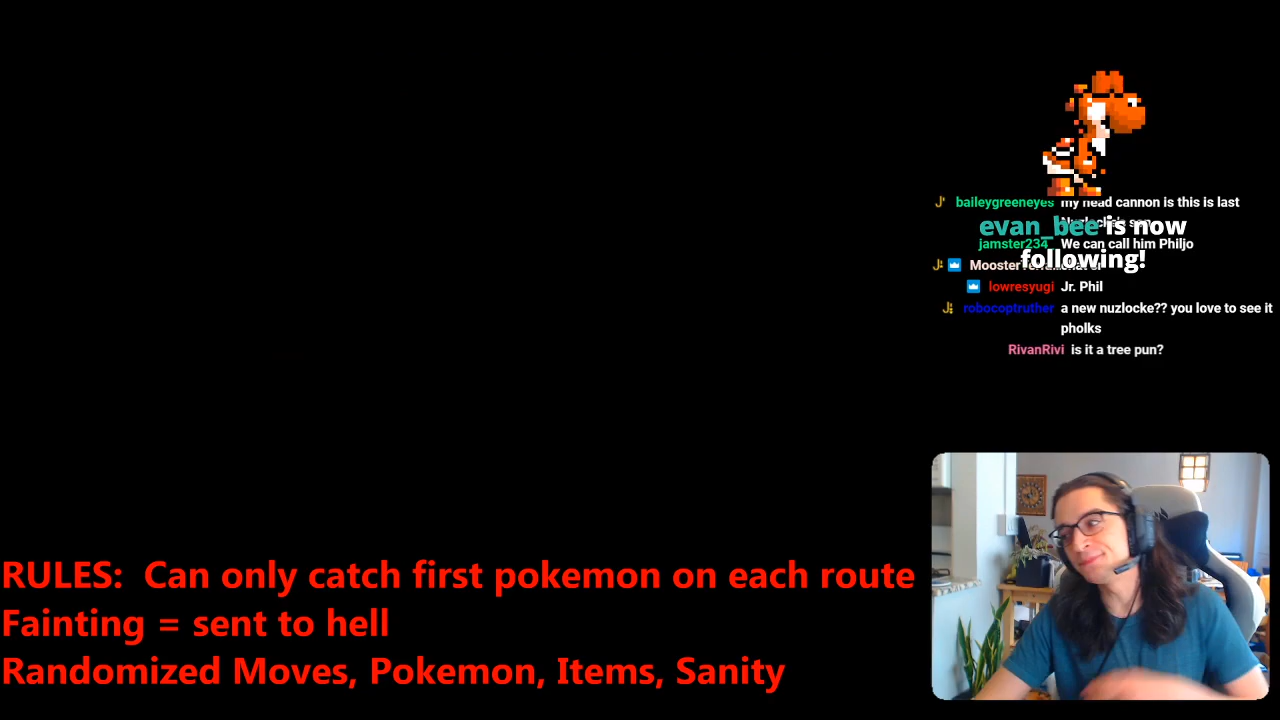 baileygreeneyes my head cannon is this is last
evan_bee is now
following!
jamster234 We can call him Philjo
Mooster
lowresyugi Jr. Phil
robocoptruther a new nuzlocke?? you love to see it
pholks
RivanRivi is it a tree pun?
RULES: Can only catch first pokemon on each route
Fainting = sent to hell
Randomized Moves, Pokemon, Items, Sanity